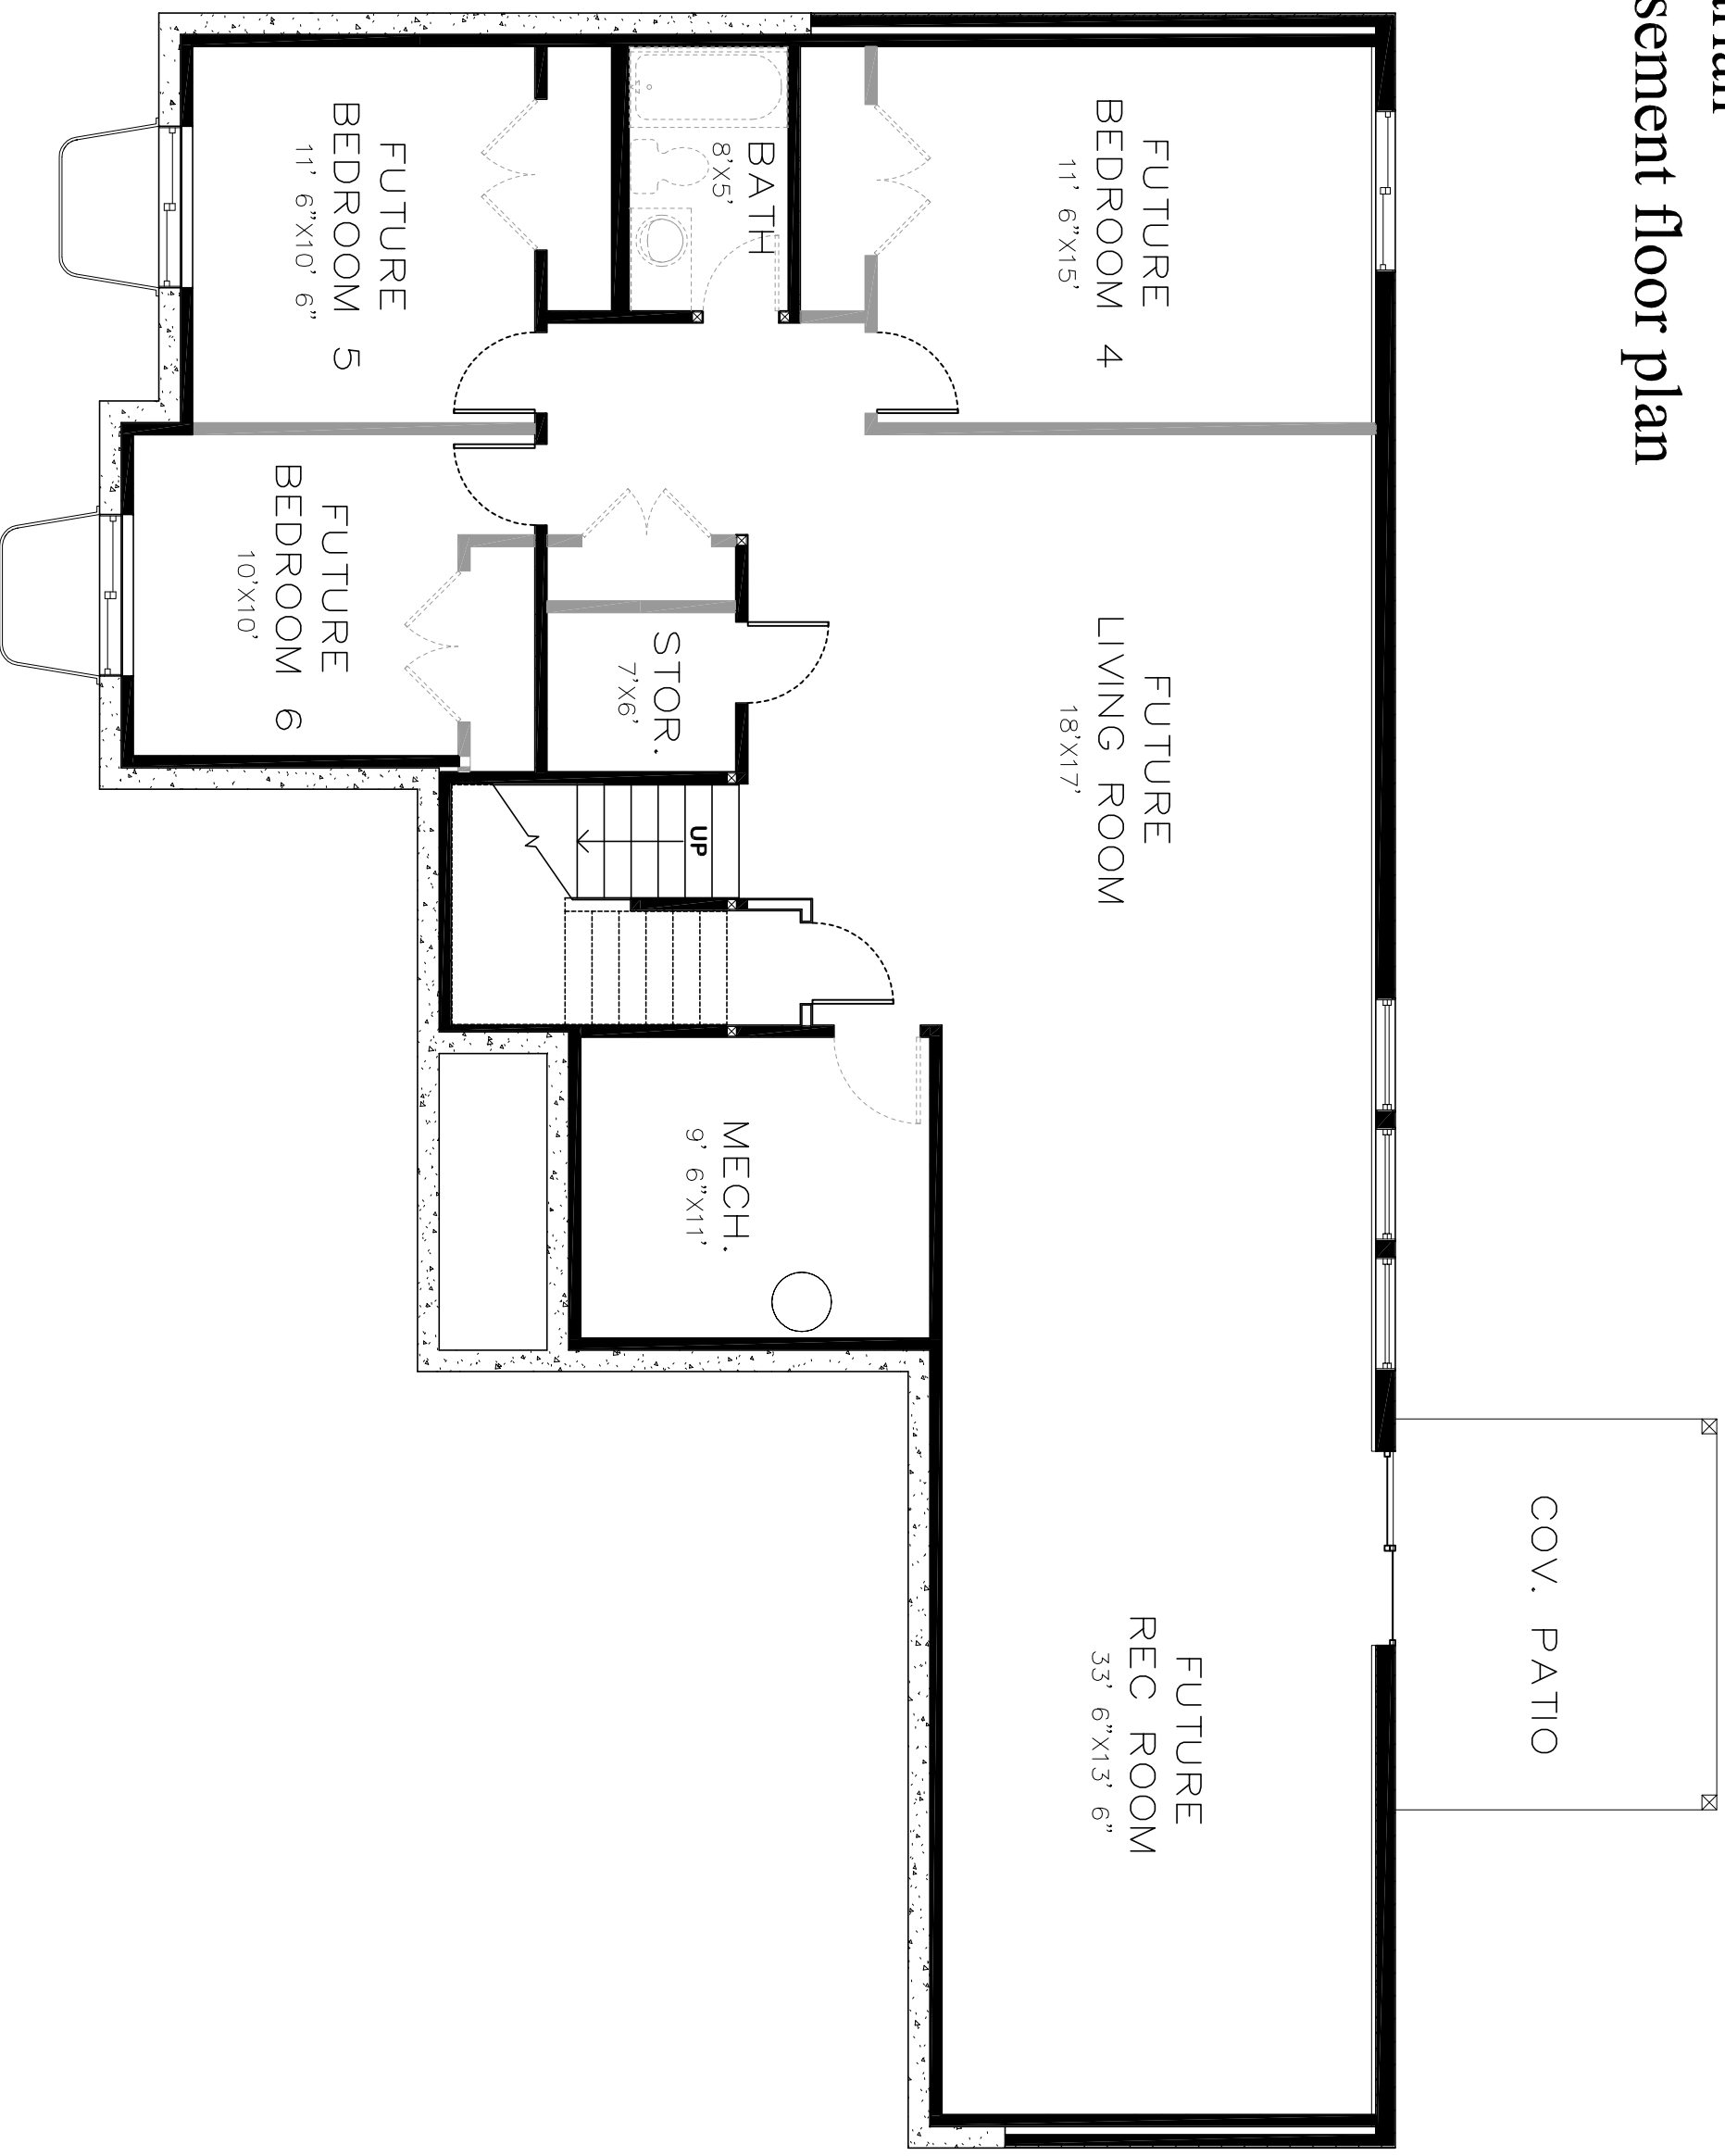 sement floor plan
COV. PATIO
FUTURE
BEDROOM 4
11' 6"X15'
FUTURE
LIVING ROOM
18'X17'
FUTURE
REC ROOM
33' 6"X13' 6"
BATH
8'X5'
STOR.
7'X6'
UP
MECH.
9' 6"X11'
FUTURE
BEDROOM 5
11' 6"X10' 6"
FUTURE
BEDROOM 6
10'X10'